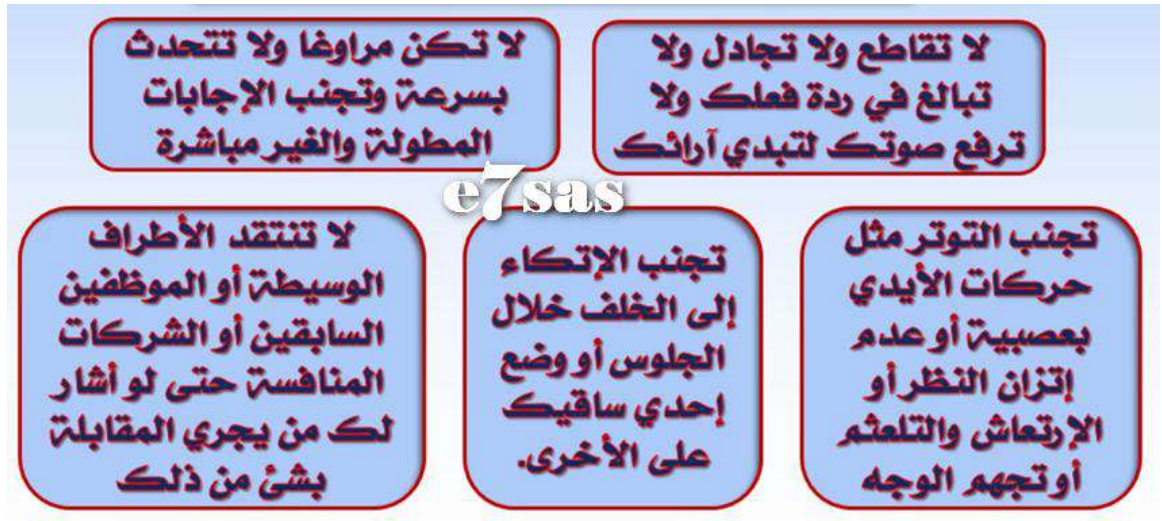 لا تقاطع ولا تجادل ولا
تبالغ في ردة فعلك ولا
ترفع صوتك لتبدي آرائك
لا تكن مراوغا ولا تتحدث
بسرعة وتجنب الإجابات
المطولة والغير مباشرة
e7sas
تجنب التوتر مثل
حركات الأيدي
بعصبية أو عدم
إتزان النظر أو
الإرتعاش والتلعثم
أو تجهم الوجه
تجنب الإتكاء
إلى الخلف خلال
الجلوس أو وضع
إحدي ساقيك
على الأخرى.
لا تنتقد الأطراف
الوسيطة أو الموظفين
السابقين أو الشركات
المنافسة حتى لو أشار
لك من يجري المقابلة
بشئ من ذلك